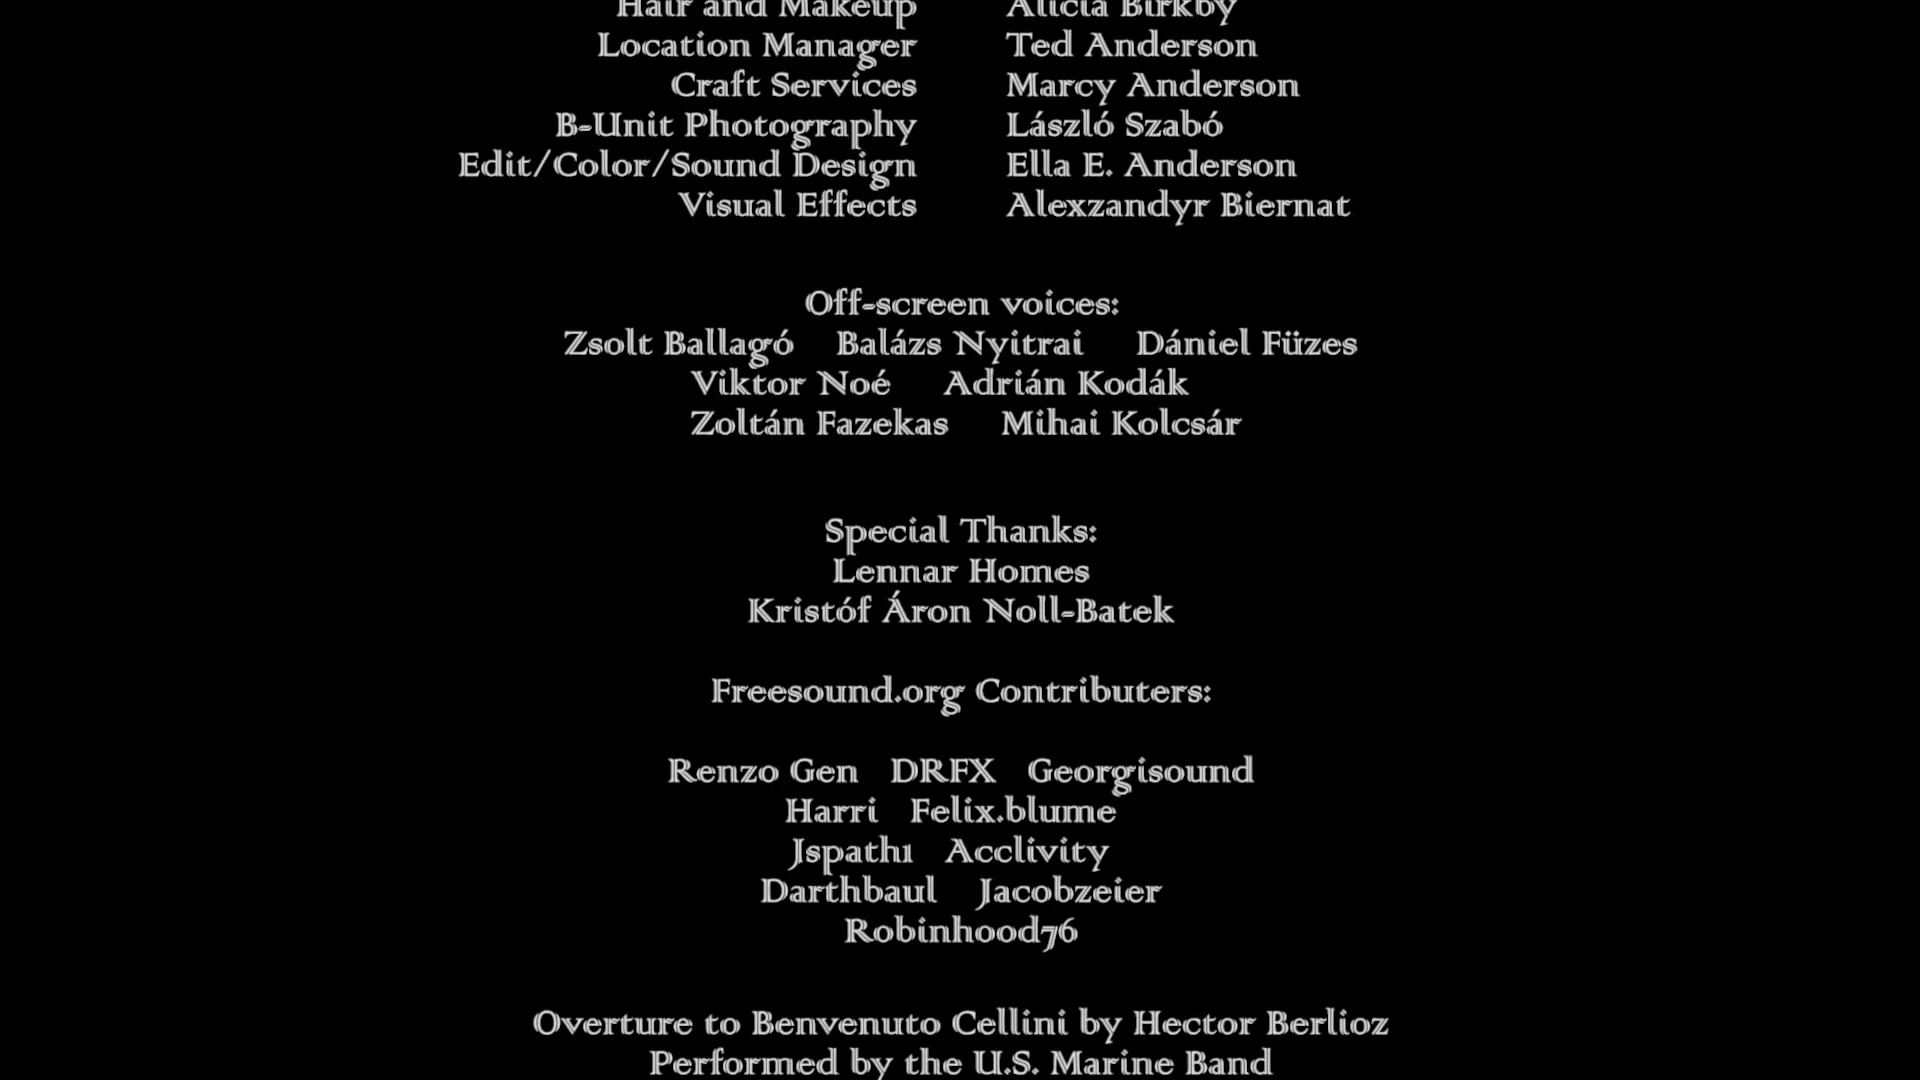 Hair and Makeup Alicia Birkby
Location Manager Ted Anderson
Craft Services Marcy Anderson
B-Unit Photography László Szabó
Edit/Color/Sound Design Ella E. Anderson
Visual Effects Alexzandyr Biernat
Off-screen voices:
Zsolt Ballagó Balázs Nyitrai Dániel Füzes
Viktor Noé Adrián Kodák
Zoltán Fazekas Mihai Kolcsár
Special Thanks:
Lennar Homes
Kristóf Áron Noll-Batek
Freesound.org Contributers:
Renzo Gen DRFX Georgisound
Harri Felix.blume
Jspath1 Acclivity
Darthbaul Jacobzeier
Robinhood76
Overture to Benvenuto Cellini by Hector Berlioz
Performed by the U.S. Marine Band